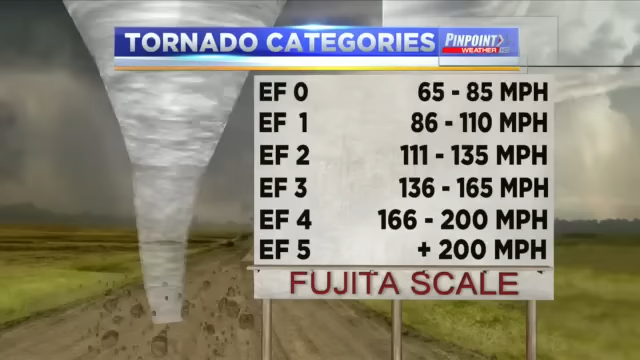 TORNADO CATEGORIES
PINPOINT
WEATHER
EF 0 65 - 85 MPH
EF 1 86 - 110 MPH
EF 2 111 - 135 MPH
EF 3 136 - 165 MPH
EF 4 166 - 200 MPH
EF 5 + 200 MPH
FUJITA SCALE